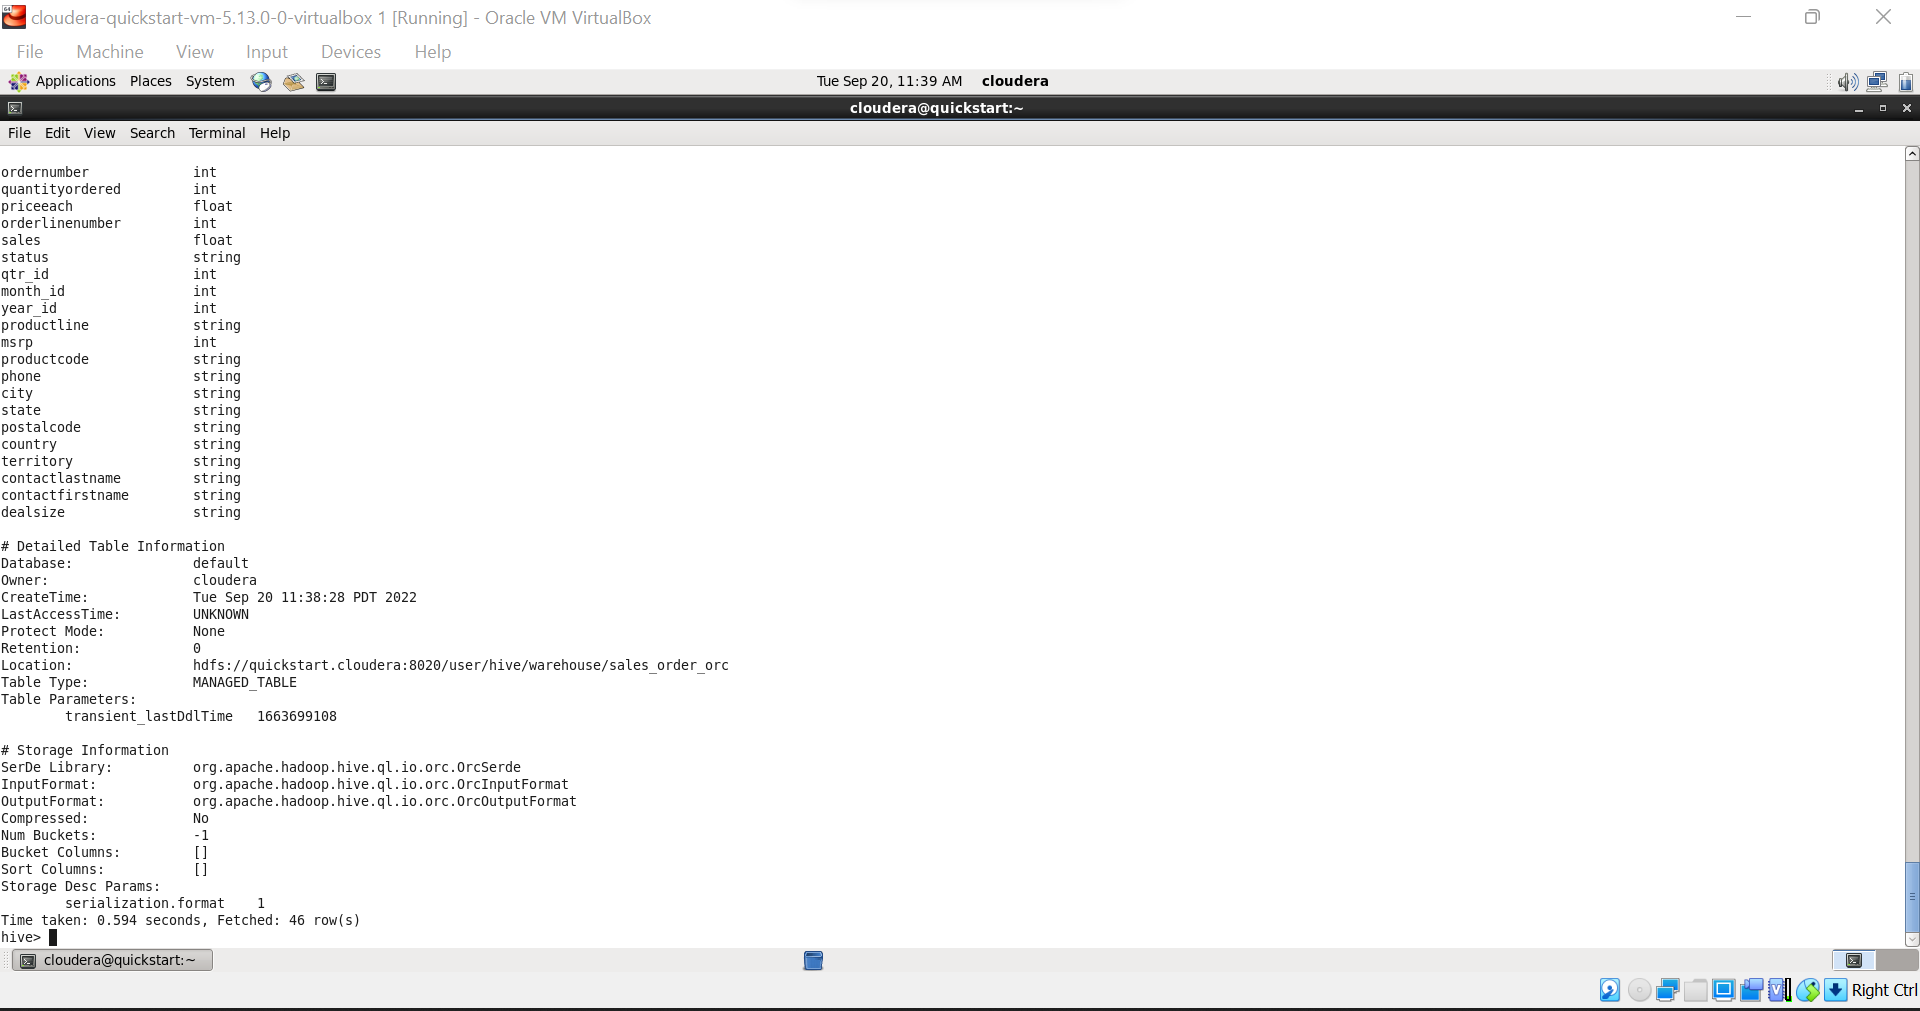 cloudera-quickstart-vm-5.13.0-0-virtualbox 1 [Running] - Oracle VM VirtualBox
File Machine View Input Devices Help
Applications Places System Tue Sep 20, 11:39 AM cloudera
cloudera@quickstart:~
File Edit View Search Terminal Help
ordernumber int
quantityordered int
priceeach float
orderlinenumber int
sales float
status string
qtr_id int
month_id int
year_id int
productline string
msrp int
productcode string
phone string
city string
state string
postalcode string
country string
territory string
contactlastname string
contactfirstname string
dealsize string
# Detailed Table Information
Database: default
Owner: cloudera
CreateTime: Tue Sep 20 11:38:28 PDT 2022
LastAccessTime: UNKNOWN
Protect Mode: None
Retention: 0
Location: hdfs://quickstart.cloudera:8020/user/hive/warehouse/sales_order_orc
Table Type: MANAGED_TABLE
Table Parameters:
transient_lastDdlTime 1663699108
# Storage Information
SerDe Library: org.apache.hadoop.hive.ql.io.orc.OrcSerde
InputFormat: org.apache.hadoop.hive.ql.io.orc.OrcInputFormat
OutputFormat: org.apache.hadoop.hive.ql.io.orc.OrcOutputFormat
Compressed: No
Num Buckets: -1
Bucket Columns: []
Sort Columns: []
Storage Desc Params:
serialization.format 1
Time taken: 0.594 seconds, Fetched: 46 row(s)
hive>
cloudera@quickstart:~
Right Ctrl